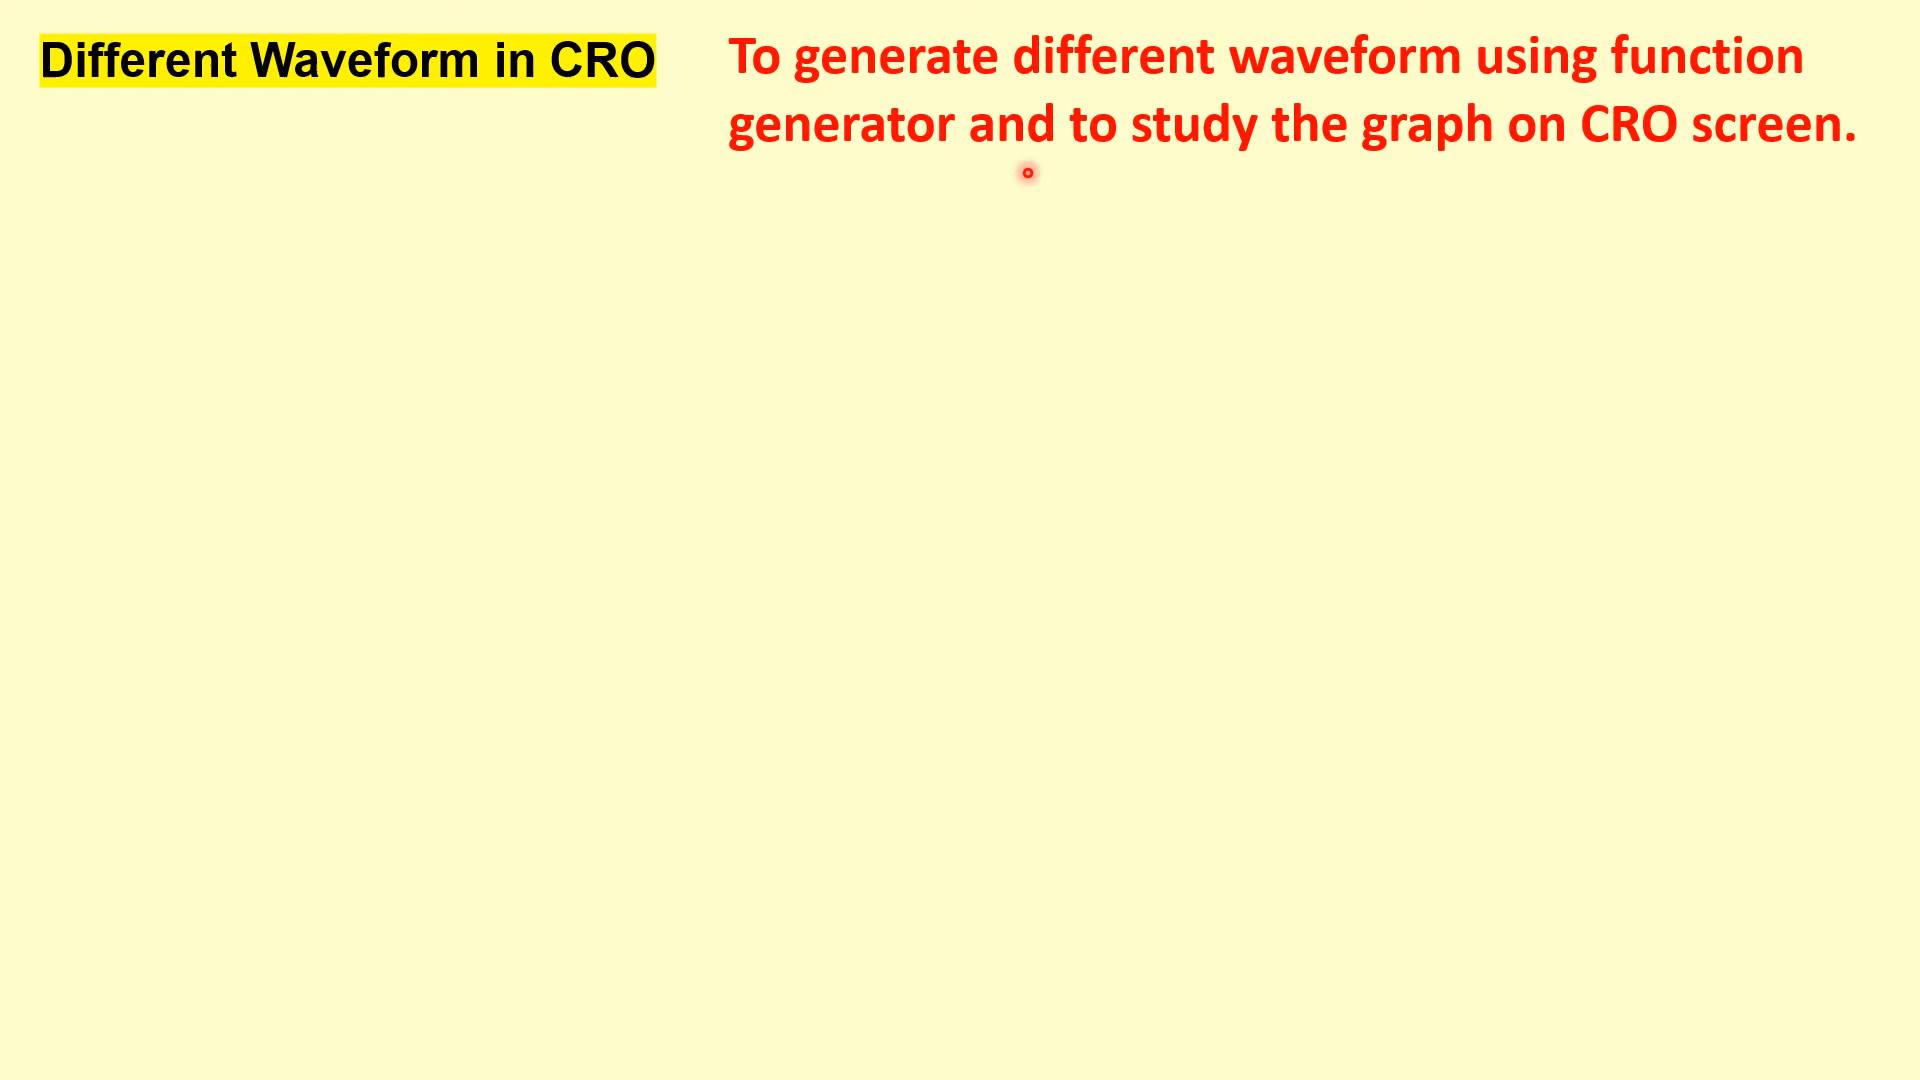 Different Waveform in CRO
To generate different waveform using function
generator and to study the graph on CRO screen.